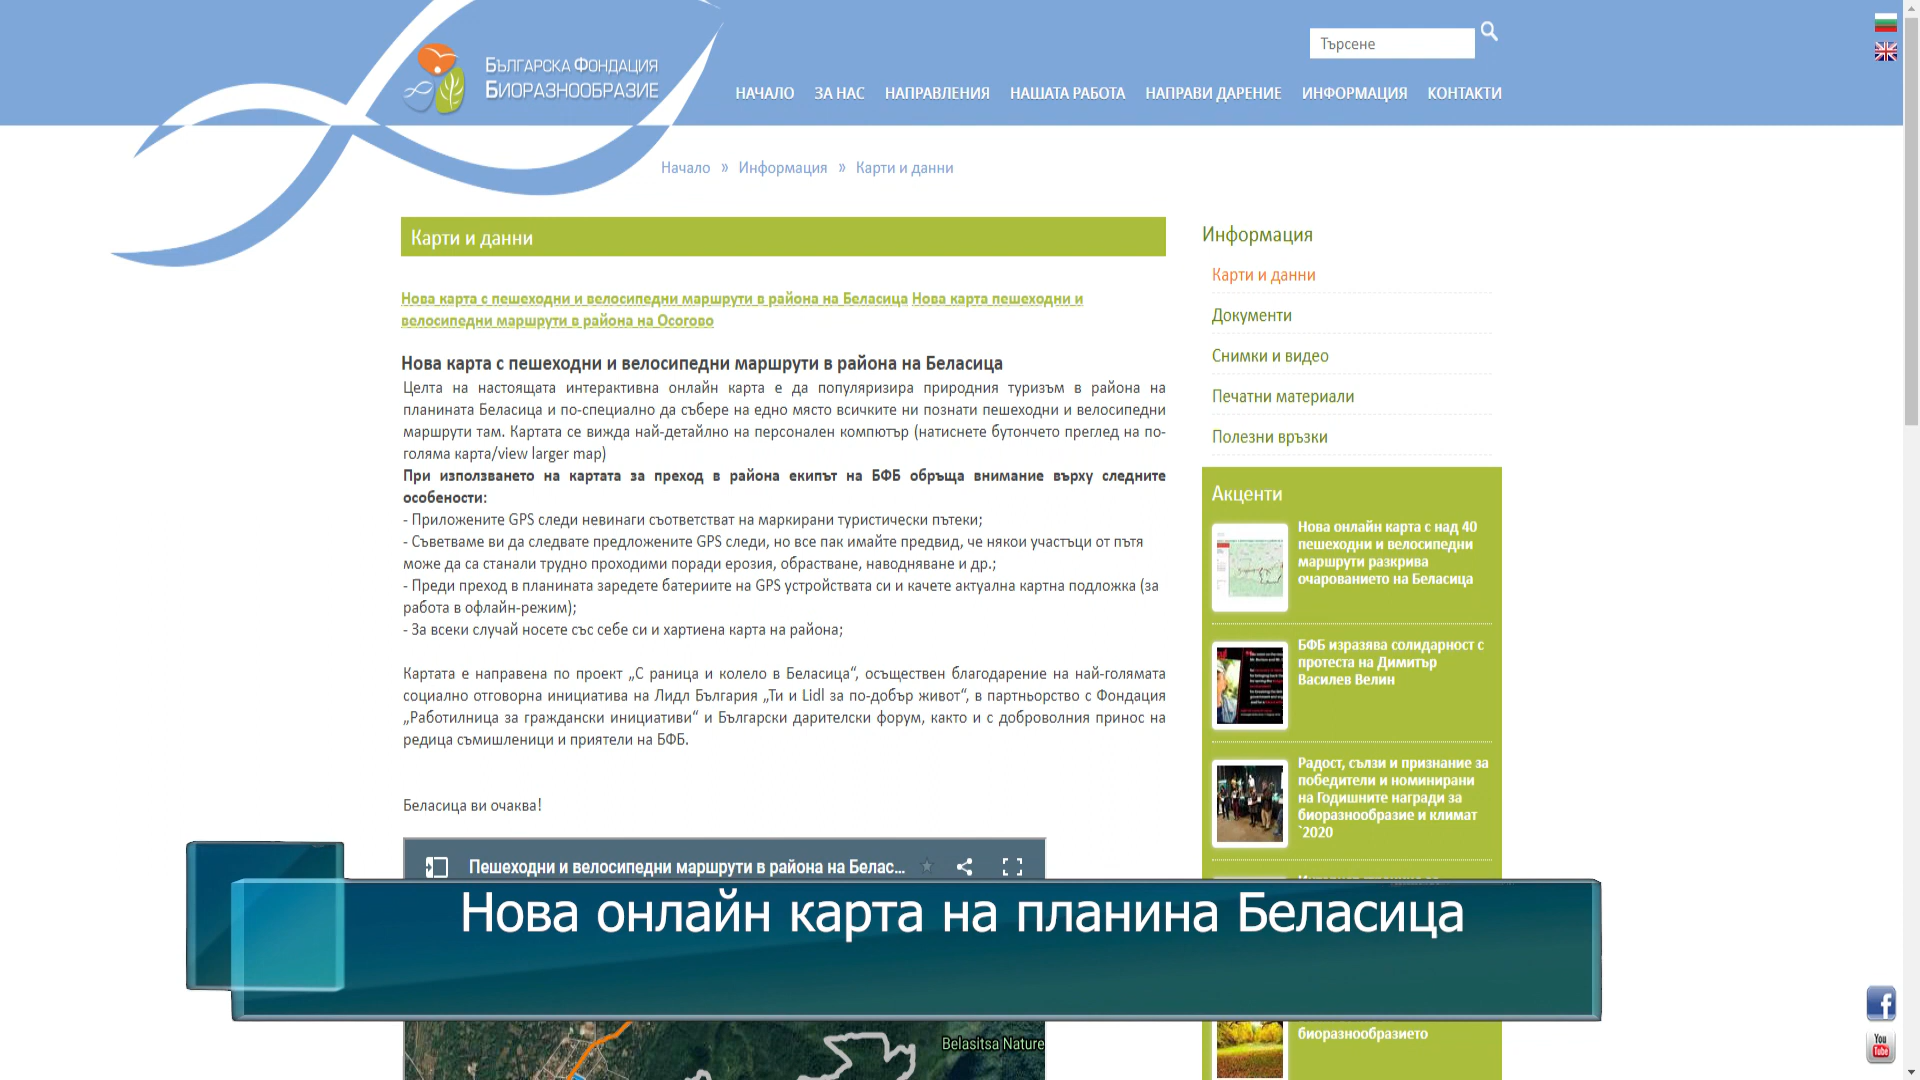 Търсене
Българска Фондация
Биоразнообразие
НАЧАЛО ЗА НАС НАПРАВЛЕНИЯ НАШАТА РАБОТА НАПРАВИ ДАРЕНИЕ ИНФОРМАЦИЯ КОНТАКТИ
Начало » Информация » Карти и данни
Карти и данни
Нова карта с пешеходни и велосипедни маршрути в района на Беласица Нова карта пешеходни и
велосипедни маршрути в района на Осогово
Нова карта с пешеходни и велосипедни маршрути в района на Беласица
Целта на настоящата интерактивна онлайн карта е да популяризира природния туризъм в района на
планината Беласица и по-специално да събере на едно място всичките ни познати пешеходни и велосипедни
маршрути там. Картата се вижда най-детайлно на персонален компютър (натиснете бутончето преглед на по-
голяма карта/view larger map)
При използването на картата за преход в района екипът на БФБ обръща внимание върху следните
особености:
- Приложените GPS следи невинаги съответстват на маркирани туристически пътеки;
- Съветваме ви да следвате предложените GPS следи, но все пак имайте предвид, че някои участъци от пътя
може да са станали трудно проходими поради ерозия, обрастване, наводняване и др.;
- Преди преход в планината заредете батериите на GPS устройствата си и качете актуална картна подложка (за
работа в офлайн-режим);
- За всеки случай носете със себе си и хартиена карта на района;
Картата е направена по проект „С раница и колело в Беласица“, осъществен благодарение на най-голямата
социално отговорна инициатива на Лидл България „Ти и Lidl за по-добър живот“, в партньорство с Фондация
„Работилница за граждански инициативи“ и Български дарителски форум, както и с доброволния принос на
редица съмишленици и приятели на БФБ.
Беласица ви очаква!
Пешеходни и велосипедни маршрути в района на Белас...
Belasitsa Nature
Информация
Карти и данни
Документи
Снимки и видео
Печатни материали
Полезни връзки
Акценти
Нова онлайн карта с над 40
пешеходни и велосипедни
маршрути разкрива
очарованието на Беласица
БФБ изразява солидарност с
протеста на Димитър
Василев Велин
Радост, сълзи и признание за
победители и номинирани
на Годишните награди за
биоразнообразие и климат
`2020
биоразнообразието
Нова онлайн карта на планина Беласица
You
Tube